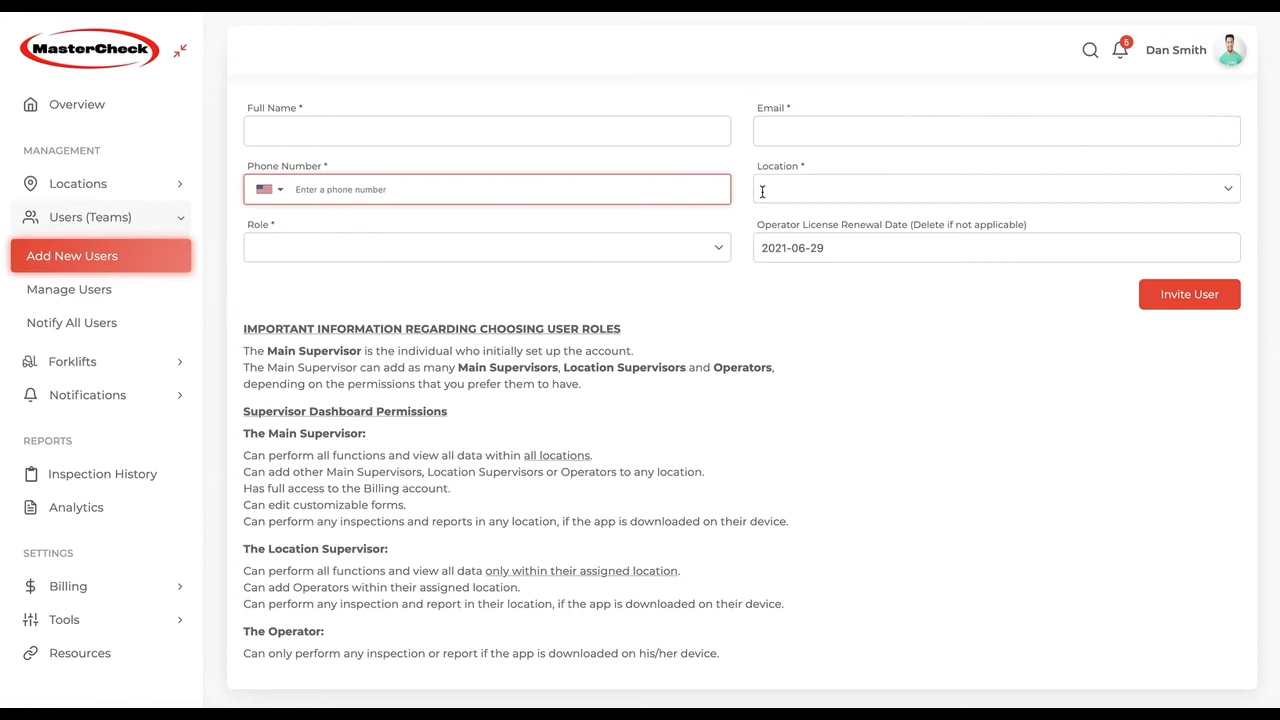 MasterCheck
Overview
MANAGEMENT
Locations
Users (Teams)
Add New Users
Manage Users
Notify All Users
Forklifts
Notifications
REPORTS
Inspection History
Analytics
SETTINGS
Billing
Tools
Resources
6
Dan Smith
Full Name *
Email *
Phone Number *
Location *
Enter a phone number
Role *
Operator License Renewal Date (Delete if not applicable)
2021-06-29
Invite User
IMPORTANT INFORMATION REGARDING CHOOSING USER ROLES
The Main Supervisor is the individual who initially set up the account.
The Main Supervisor can add as many Main Supervisors, Location Supervisors and Operators,
depending on the permissions that you prefer them to have.
Supervisor Dashboard Permissions
The Main Supervisor:
Can perform all functions and view all data within all locations.
Can add other Main Supervisors, Location Supervisors or Operators to any location.
Has full access to the Billing account.
Can edit customizable forms.
Can perform any inspections and reports in any location, if the app is downloaded on their device.
The Location Supervisor:
Can perform all functions and view all data only within their assigned location.
Can add Operators within their assigned location.
Can perform any inspection and report in their location, if the app is downloaded on their device.
The Operator:
Can only perform any inspection or report if the app is downloaded on his/her device.